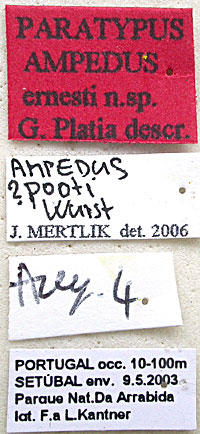 PARATYPUS
AMPEDUS
ernesti n.sp.
G. Platia descr.
AMPEDUS
? pooti
Wurst
J. MERTLIK det. 2006
4
PORTUGAL occ. 10-100m
SETÚBAL env. 9.5.2003
Parque Nat.Da Arrabida
lgt. F.a L.Kantner